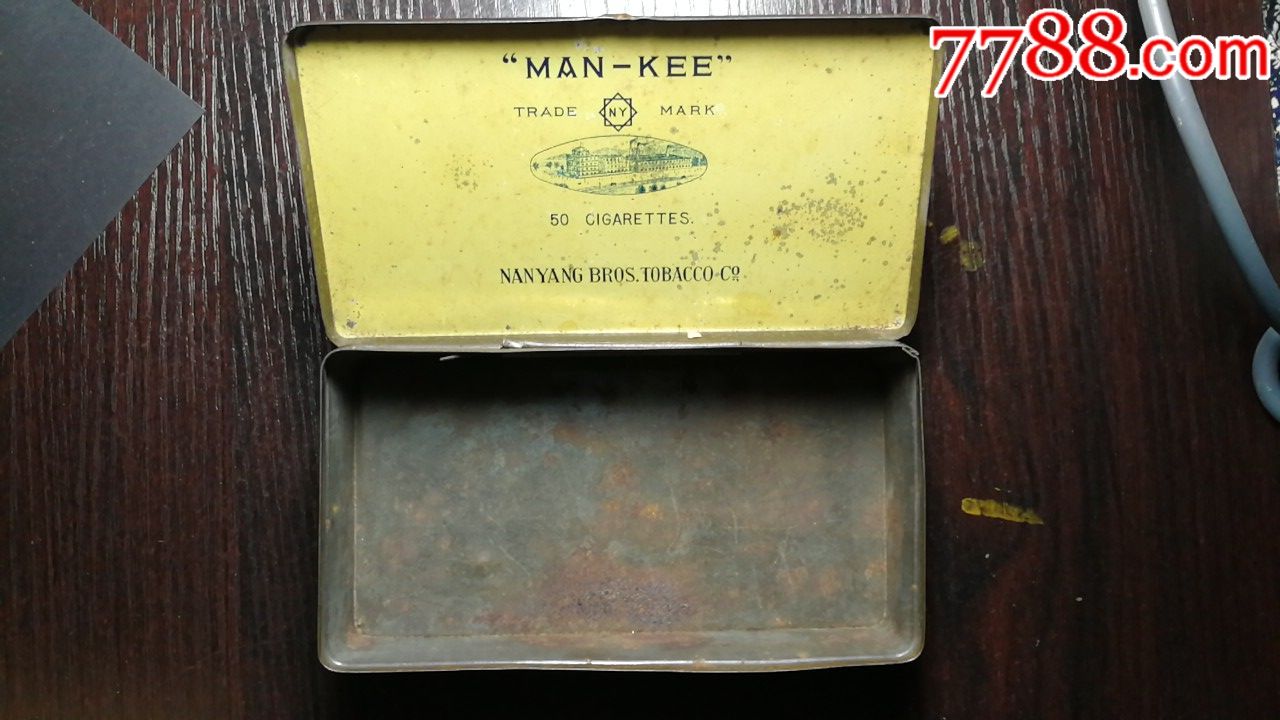 7788.com
“MAN-KEE”
TRADE NY MARK
50 CIGARETTES.
NANYANG BROS. TOBACCO Co.